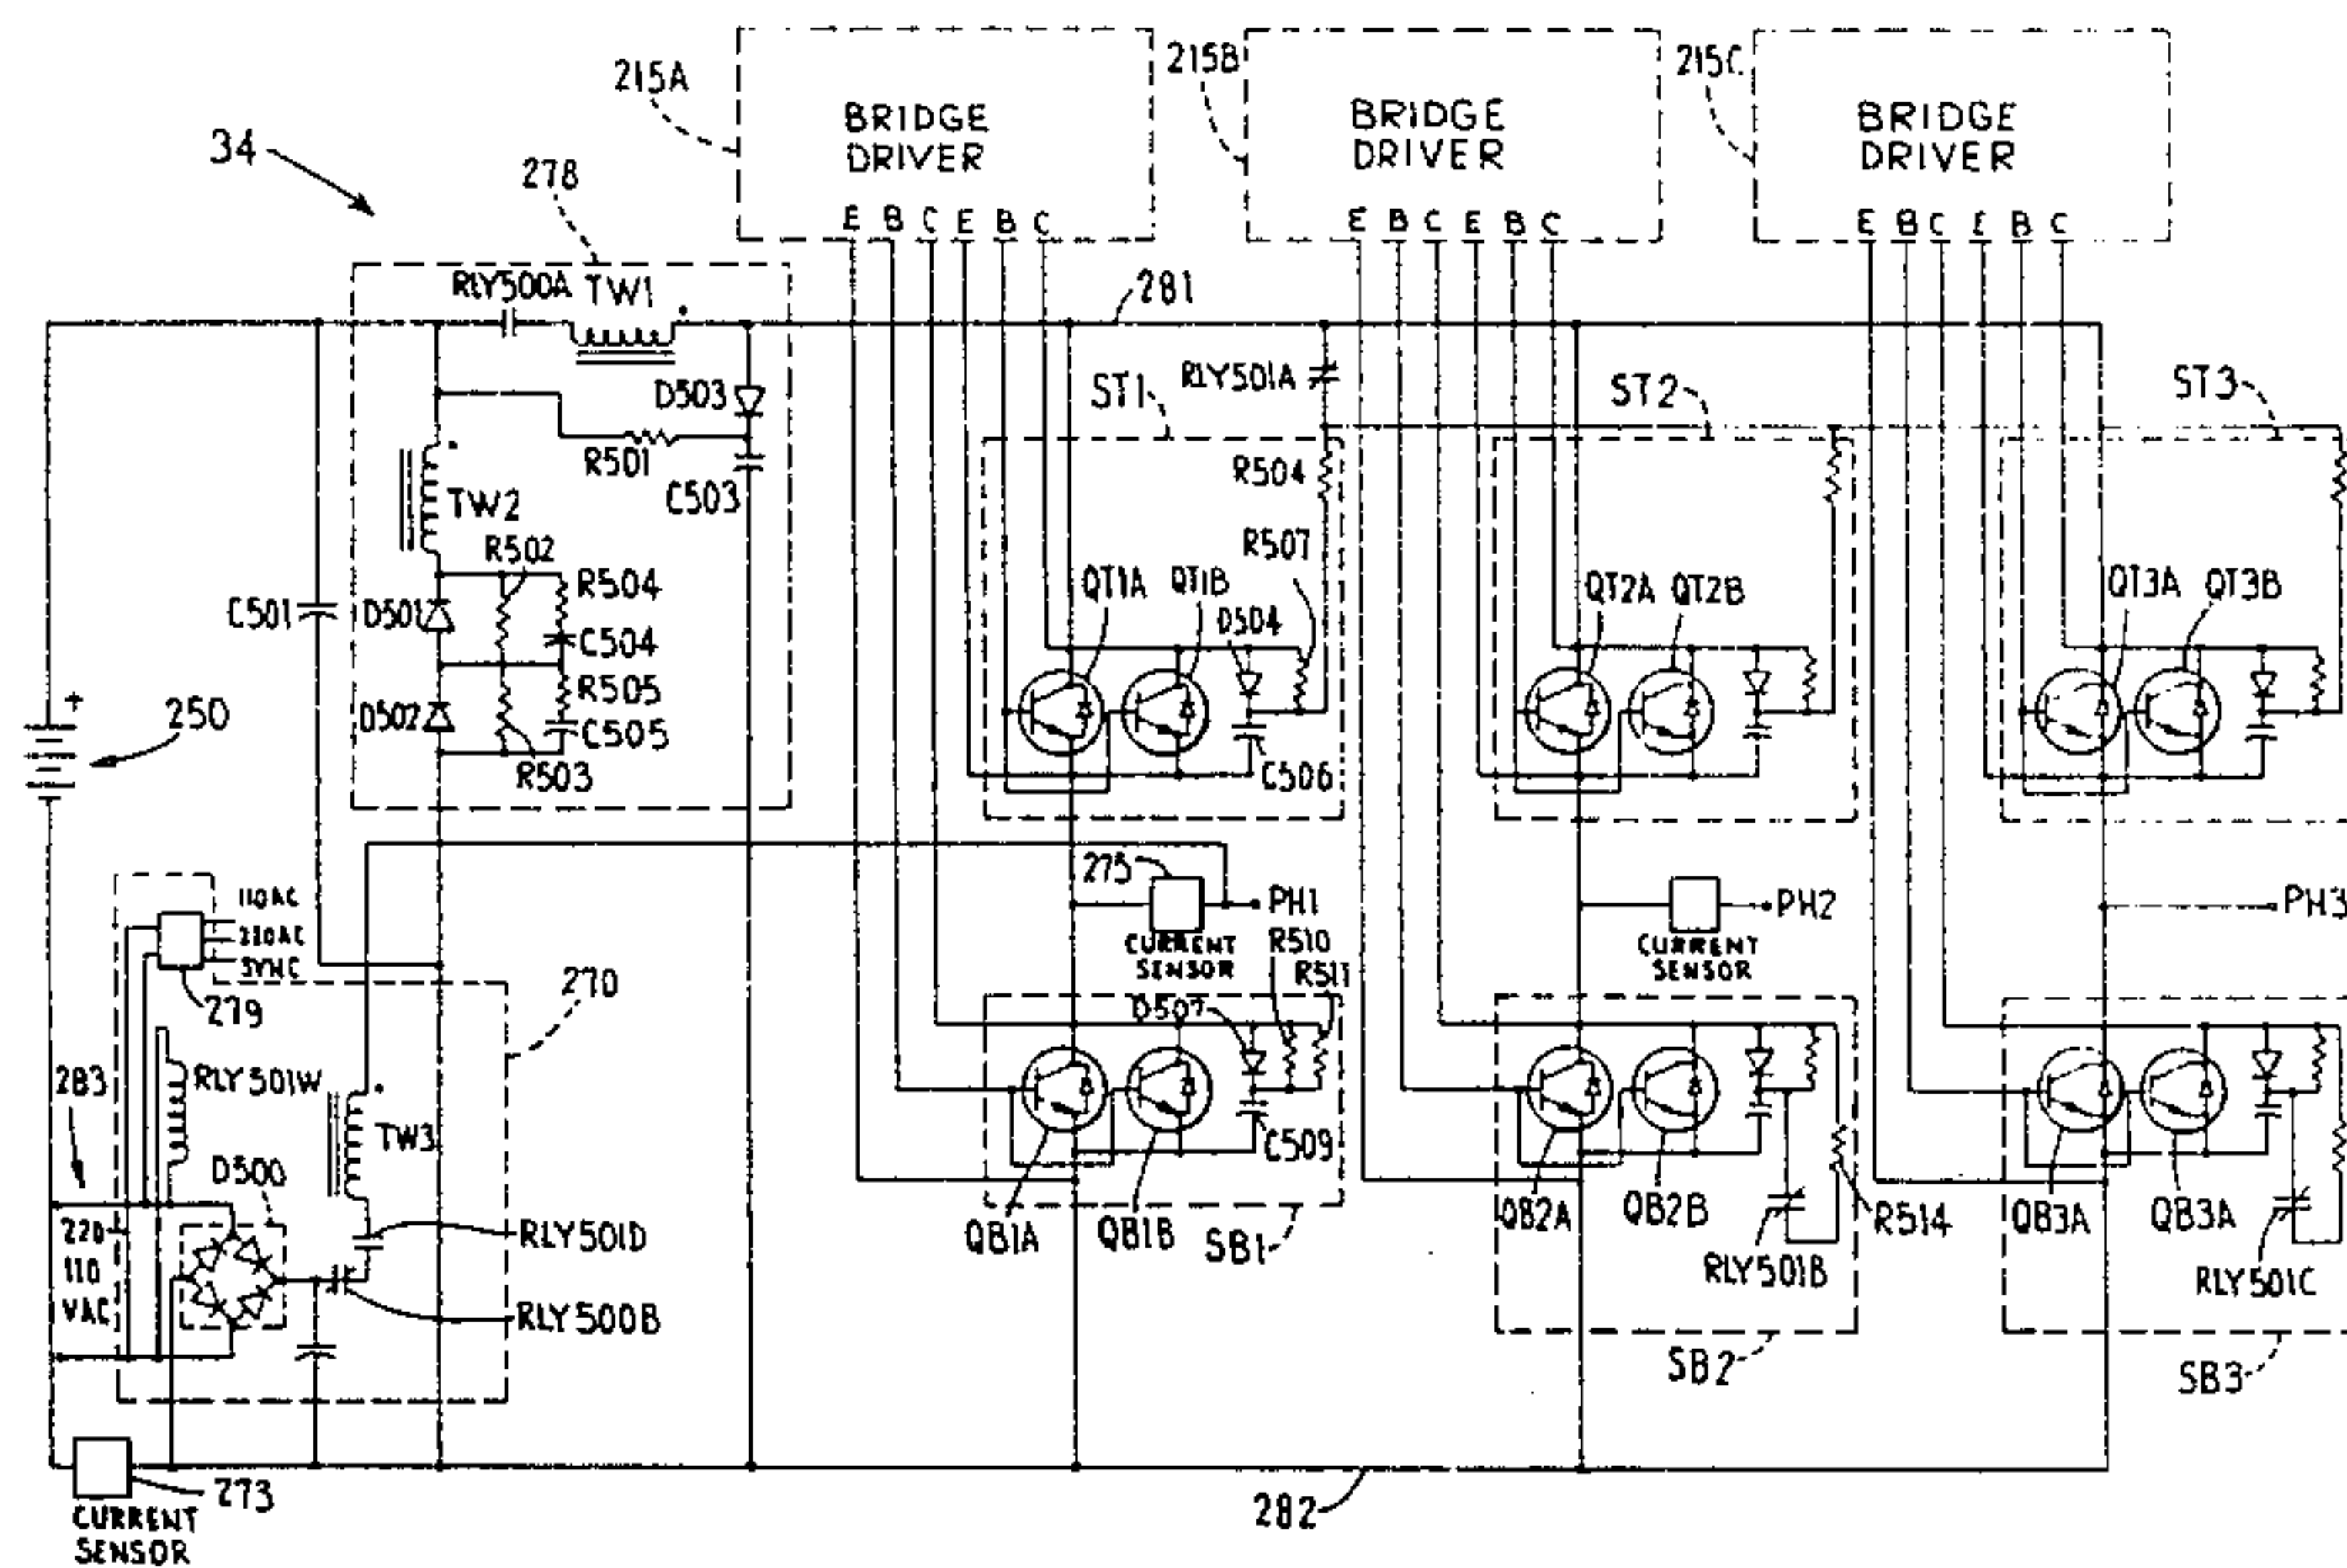 34
215A
BRIDGE
DRIVER
E B C E B C
215B
BRIDGE
DRIVER
E B C E B C
215C
BRIDGE
DRIVER
E B C E B C
278
RLY500A
TW1
281
D503
R501
C503
TW2
R502
R504
C501
D501
C504
R505
D502
C505
R503
+
250
ST1
RLY501A
R504
R507
QT1A
QT1B
D504
C506
ST2
QT2A
QT2B
ST3
QT3A
QT3B
275
PH1
CURRENT
SENSOR
R510
R511
PH2
CURRENT
SENSOR
PH3
110AC
220AC
SYNC
279
270
RLY501W
283
TW3
D500
220
110
VAC
RLY501D
RLY500B
D507
C509
QB1A
QB1B
SB1
QB2A
QB2B
R514
RLY501B
SB2
QB3A
QB3A
RLY501C
SB3
273
CURRENT
SENSOR
282